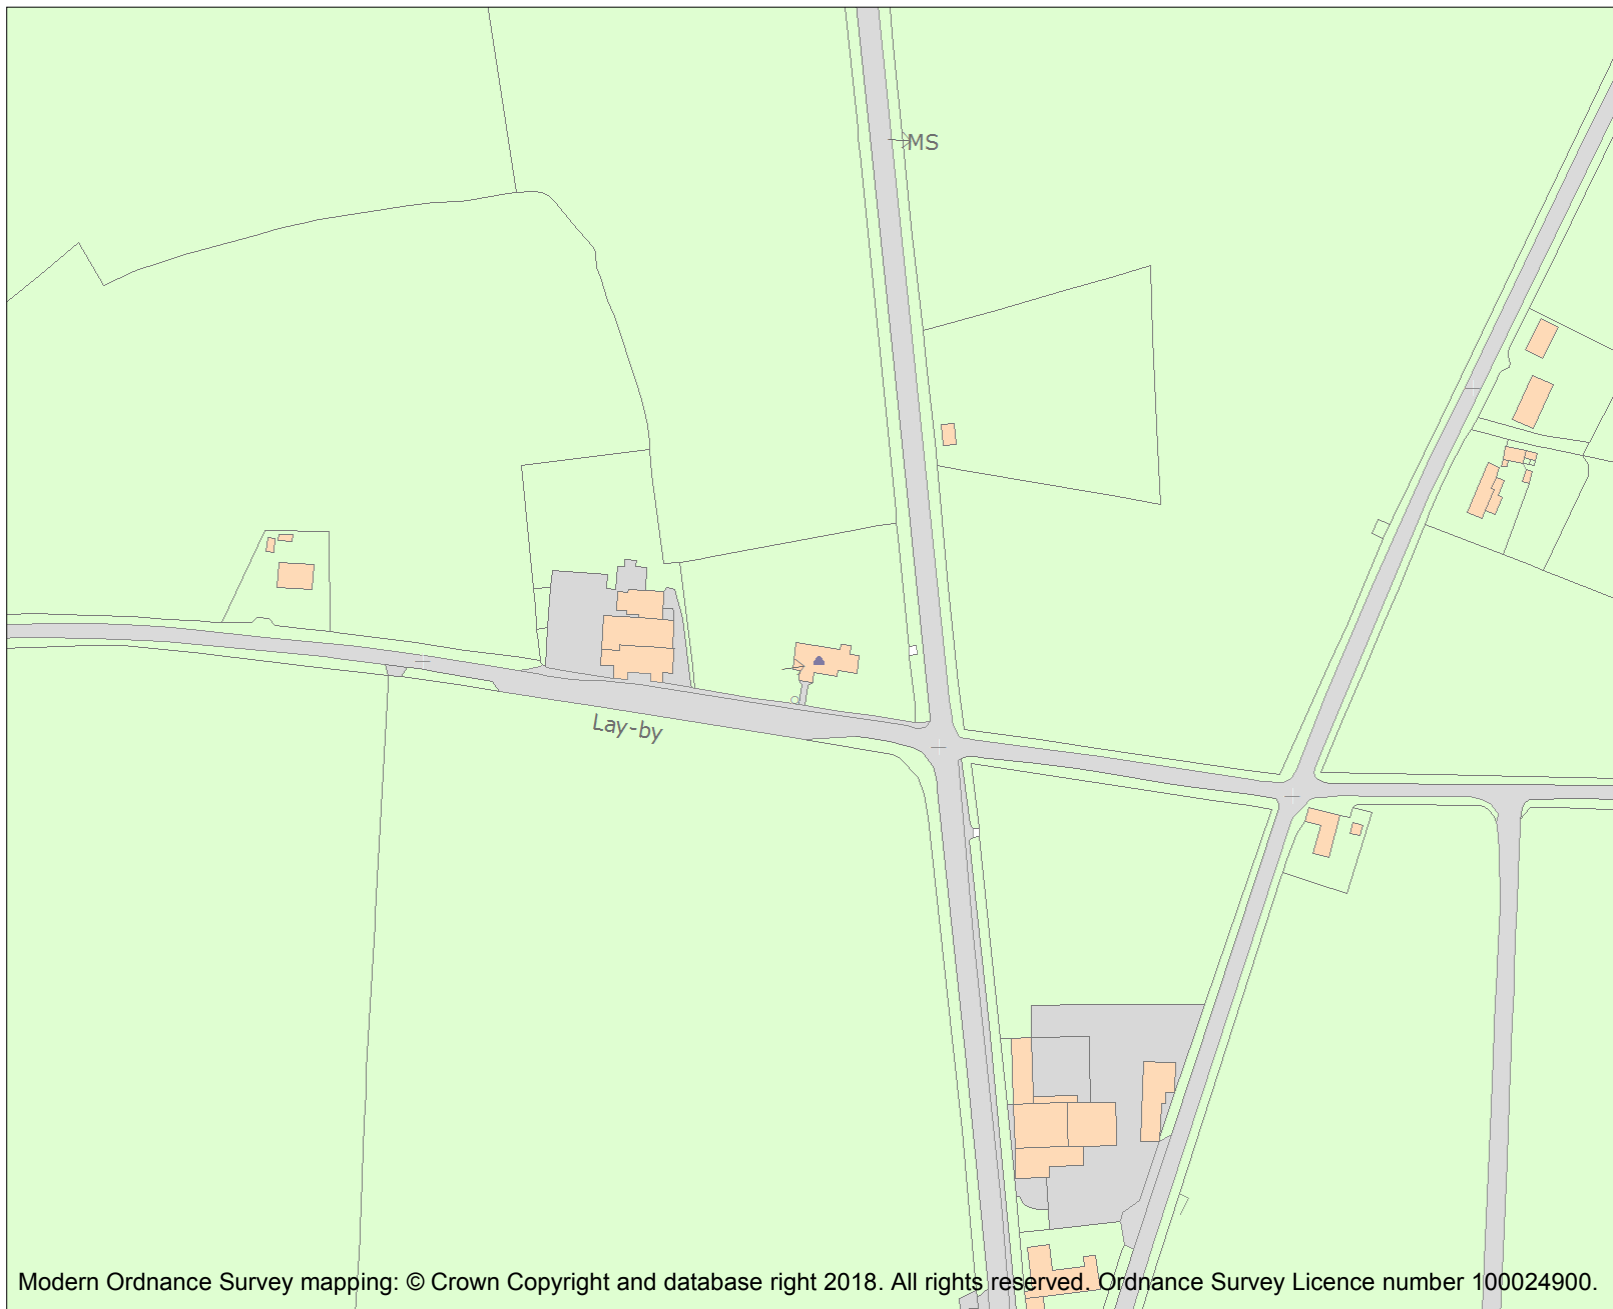 MS
Lay-by
Modern Ordnance Survey mapping: © Crown Copyright and database right 2018. All rights reserved. Ordnance Survey Licence number 100024900.